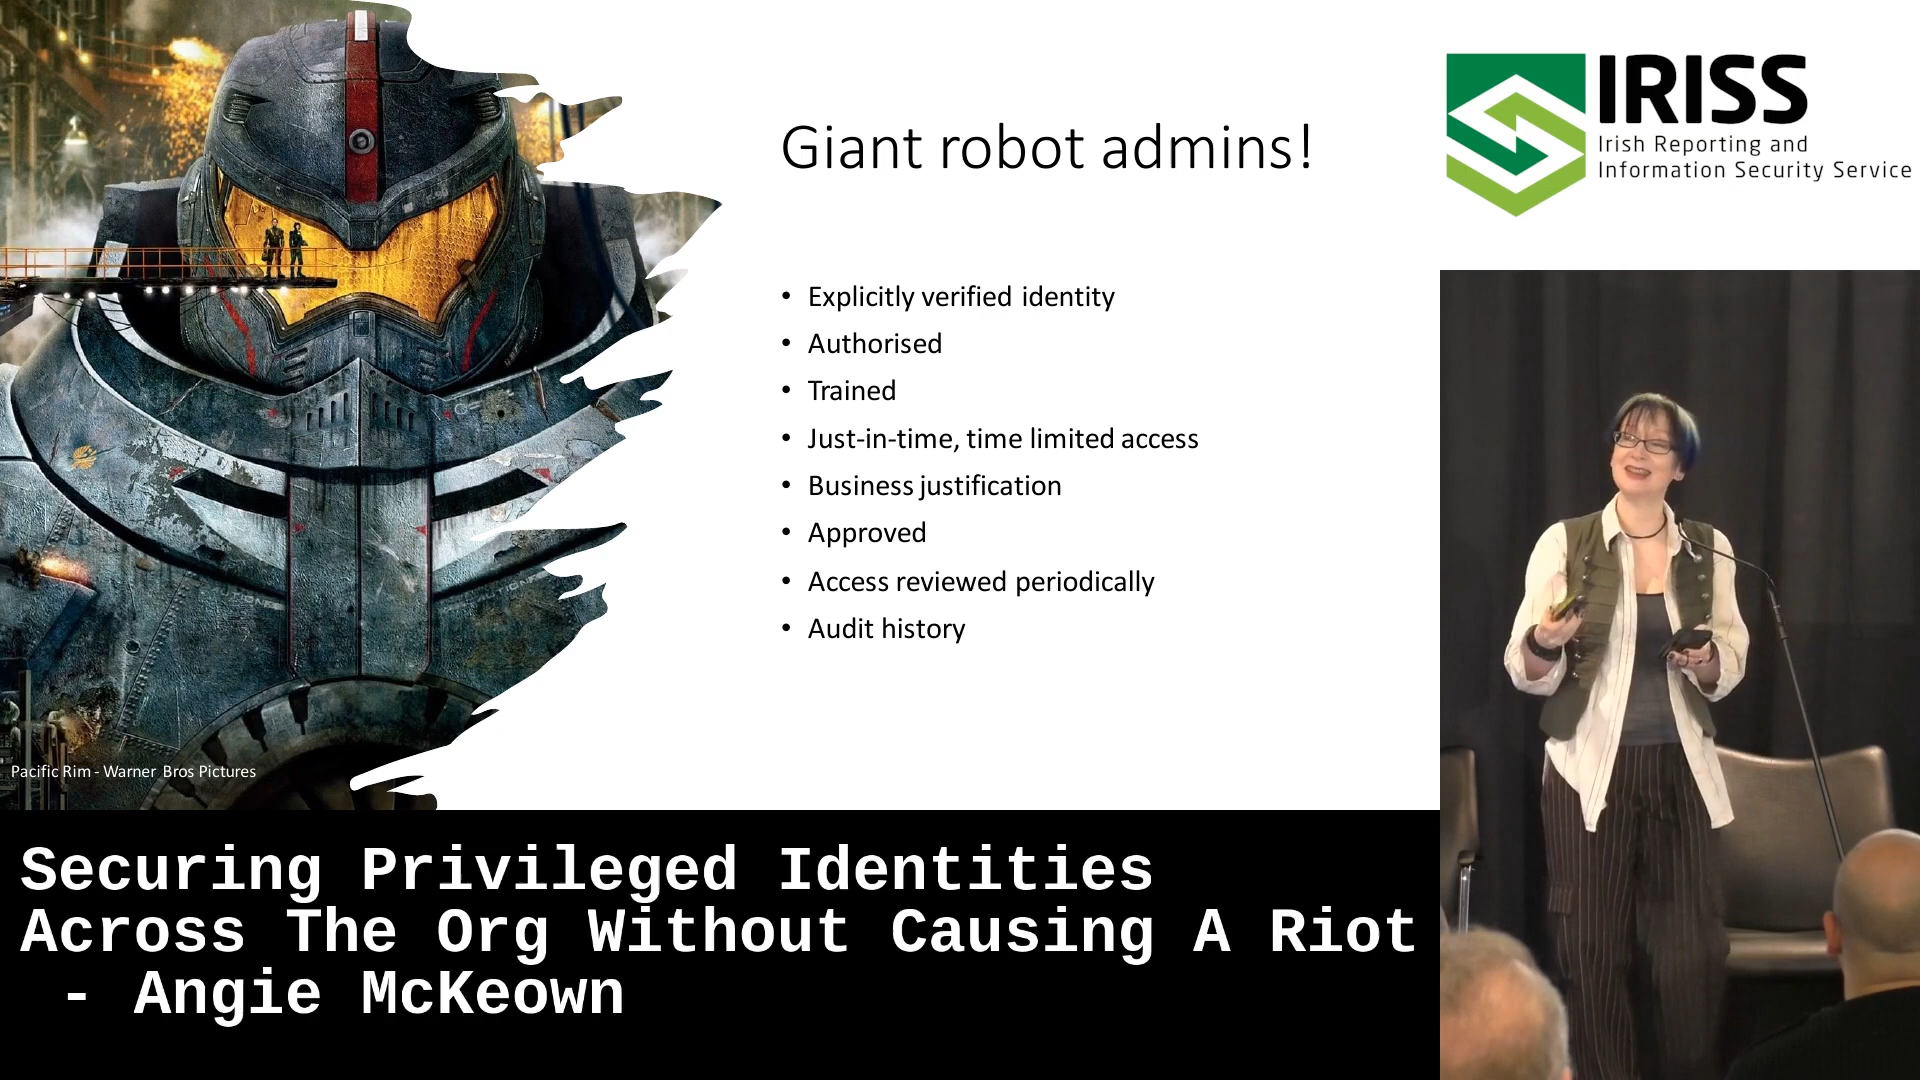 Giant robot admins!
• Explicitly verified identity
• Authorised
• Trained
• Just-in-time, time limited access
• Business justification
• Approved
• Access reviewed periodically
• Audit history
Pacific Rim - Warner Bros Pictures
IRISS
Irish Reporting and
Information Security Service
Securing Privileged Identities
Across The Org Without Causing A Riot
- Angie McKeown